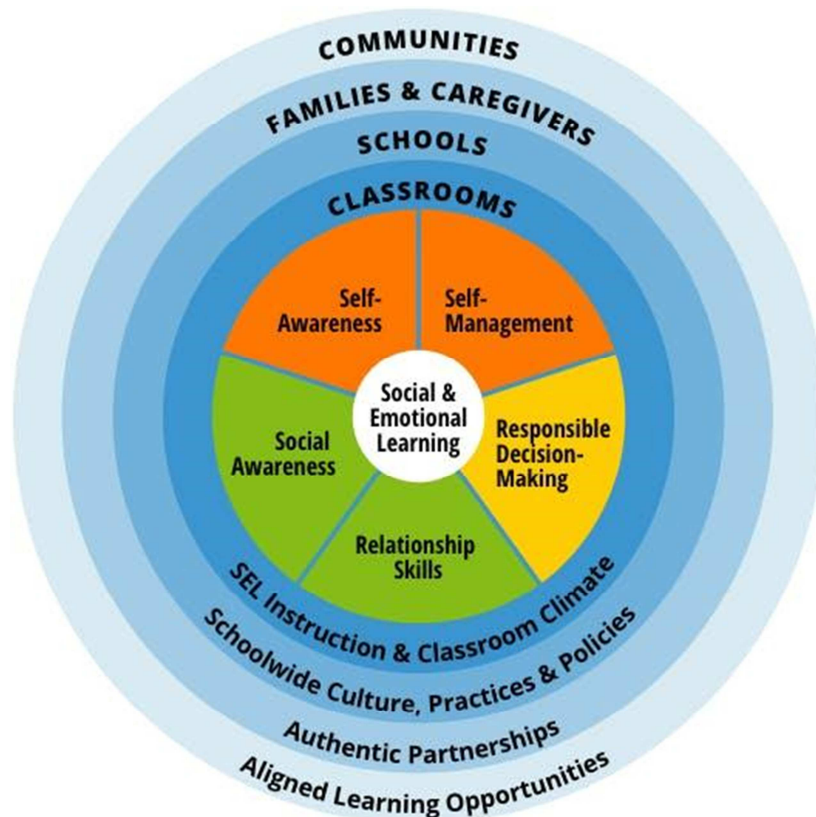 COMMUNITIES
FAMILIES & CAREGIVERS
SCHOOLS
CLASSROOMS
Self-
Awareness
Self-
Management
Social &
Emotional
Learning
Social
Awareness
Responsible
Decision-
Making
Relationship
Skills
SEL Instruction & Classroom Climate
Schoolwide Culture, Practices & Policies
Authentic Partnerships
Aligned Learning Opportunities